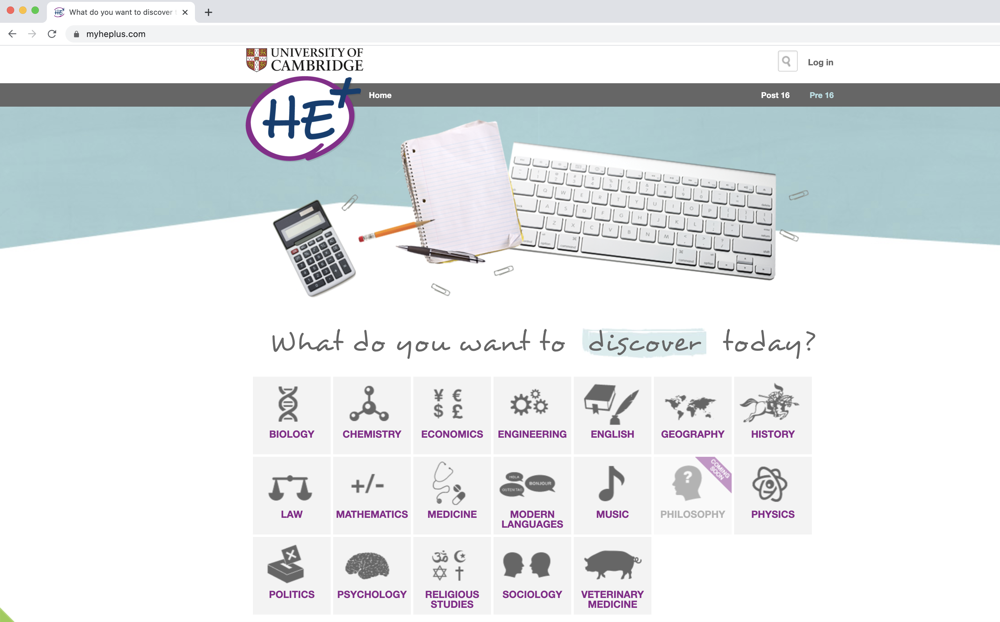 What do you want to discover
myheplus.com
UNIVERSITY OF
CAMBRIDGE
Log in
HE+
Home
Post 16
Pre 16
What do you want to discover today?
BIOLOGY
CHEMISTRY
ECONOMICS
ENGINEERING
ENGLISH
GEOGRAPHY
HISTORY
LAW
+/-
MATHEMATICS
MEDICINE
HOLA
BONJOUR
GUTEN TAG
MODERN
LANGUAGES
MUSIC
COMING
SOON
PHILOSOPHY
PHYSICS
POLITICS
PSYCHOLOGY
RELIGIOUS
STUDIES
SOCIOLOGY
VETERINARY
MEDICINE